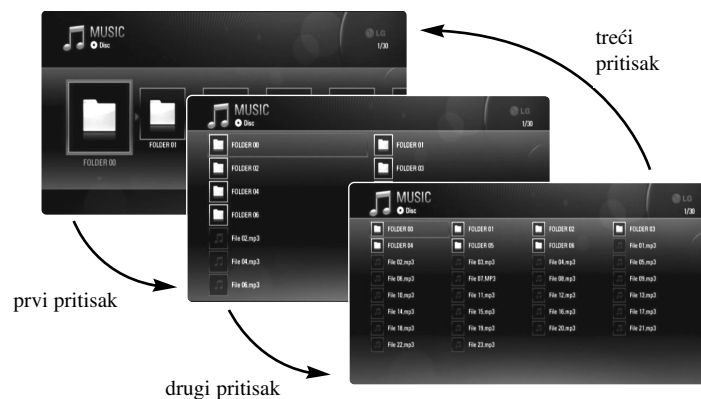 MUSIC
Disc
LG
1/30
FOLDER 00
FOLDER 01
treći
pritisak
MUSIC
Disc
LG
1/30
FOLDER 00 FOLDER 01
FOLDER 02 FOLDER 03
FOLDER 04
FOLDER 06
File 02.mp3
File 04.mp3
File 06.mp3
MUSIC
Disc
LG
1/30
FOLDER 00 FOLDER 01 FOLDER 02 FOLDER 03
FOLDER 04 FOLDER 05 FOLDER 06 File 01.mp3
File 02.mp3 File 03.mp3 File 04.mp3 File 05.mp3
File 06.mp3 File 07.MP3 File 08.mp3 File 09.mp3
File 10.mp3 File 11.mp3 File 12.mp3 File 13.mp3
File 14.mp3 File 15.mp3 File 16.mp3 File 17.mp3
File 18.mp3 File 19.mp3 File 20.mp3 File 21.mp3
File 22.mp3 File 23.mp3
prvi pritisak
drugi pritisak